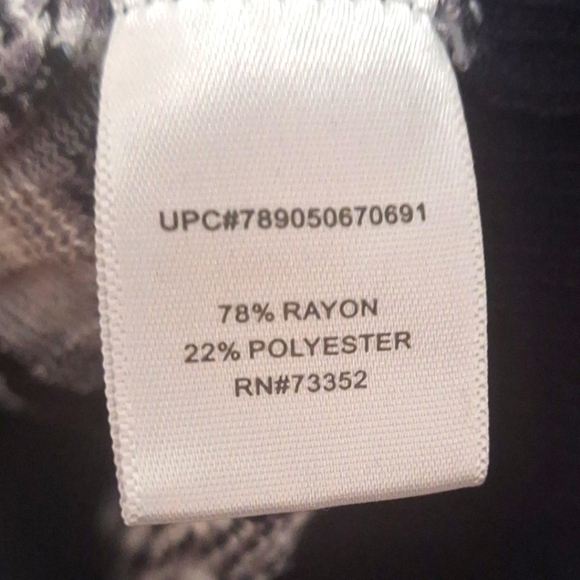 UPC#789050670691
78% RAYON
22% POLYESTER
RN#73352